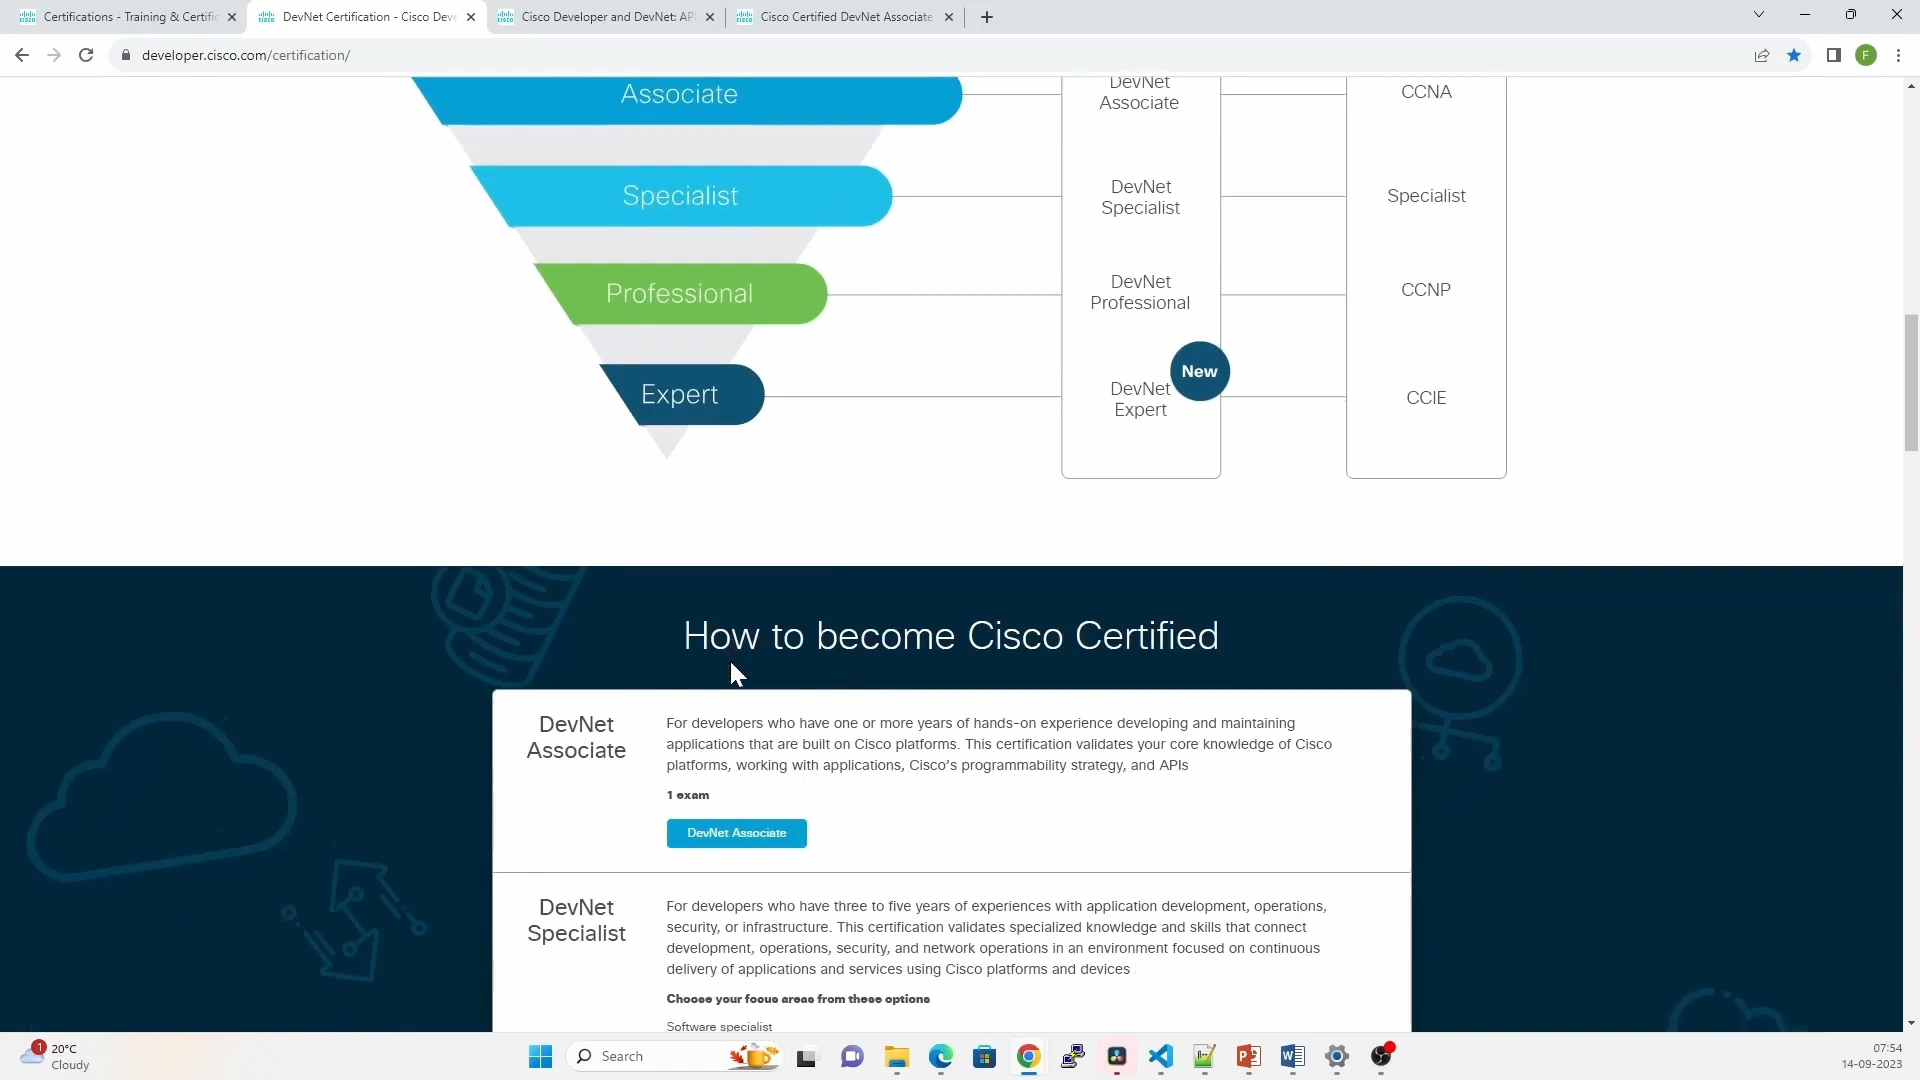 Certifications - Training & Certific
DevNet Certification - Cisco Deve
Cisco Developer and DevNet: API
Cisco Certified DevNet Associate
developer.cisco.com/certification/
F
Associate
DevNet
Associate
CCNA
Specialist
DevNet
Specialist
Specialist
Professional
DevNet
Professional
CCNP
New
Expert
DevNet
Expert
CCIE
How to become Cisco Certified
DevNet
Associate
For developers who have one or more years of hands-on experience developing and maintaining
applications that are built on Cisco platforms. This certification validates your core knowledge of Cisco
platforms, working with applications, Cisco's programmability strategy, and APIs
1 exam
DevNet Associate
DevNet
Specialist
For developers who have three to five years of experiences with application development, operations,
security, or infrastructure. This certification validates specialized knowledge and skills that connect
development, operations, security, and network operations in an environment focused on continuous
delivery of applications and services using Cisco platforms and devices
Choose your focus areas from these options
Software specialist
1
20°C
Cloudy
Search
07:54
14-09-2023